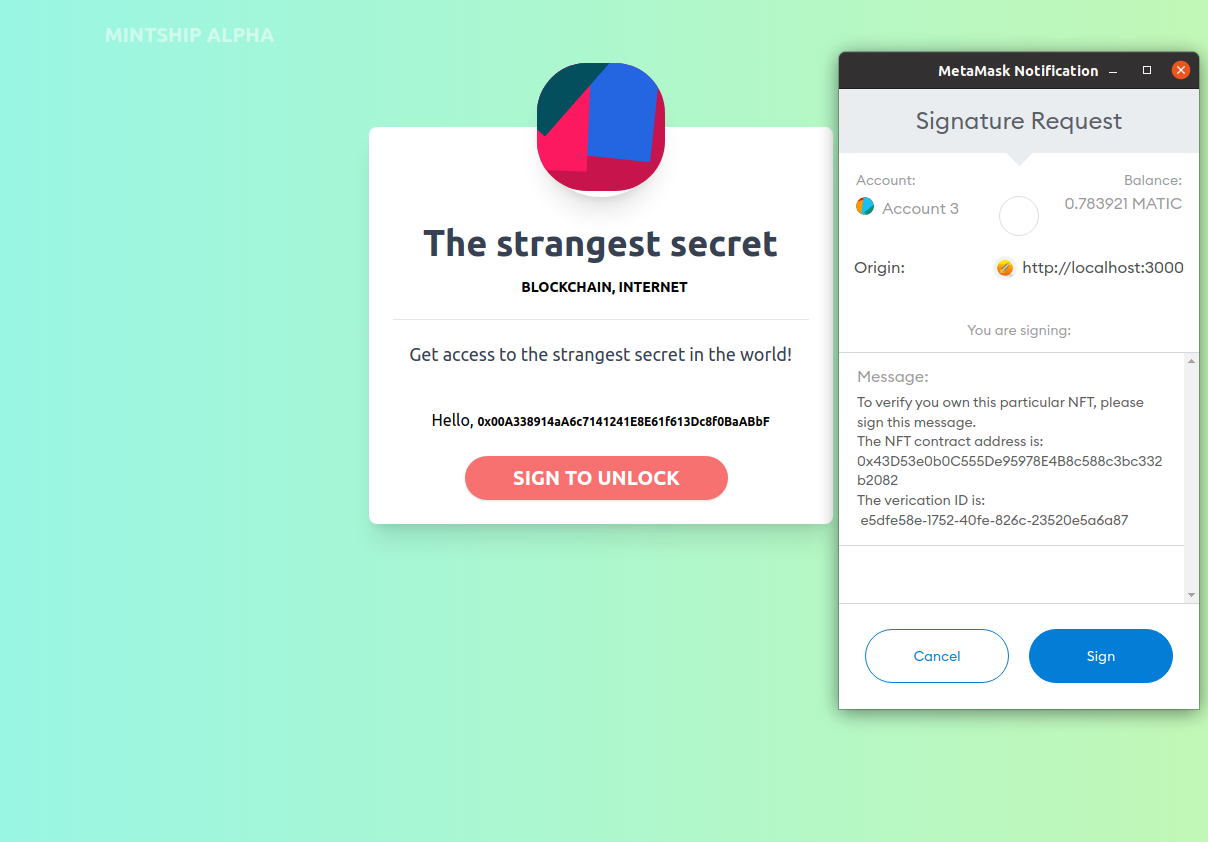 MINTSHIP ALPHA
The strangest secret
BLOCKCHAIN, INTERNET
Get access to the strangest secret in the world!
Hello, 0x00A338914aA6c7141241E8E61f613Dc8f0BaABbF
SIGN TO UNLOCK
MetaMask Notification
Signature Request
Account:
Balance:
Account 3
0.783921 MATIC
Origin:
http://localhost:3000
You are signing:
Message:
To verify you own this particular NFT, please
sign this message.
The NFT contract address is:
0x43D53e0b0C555De95978E4B8c588c3bc332
b2082
The verication ID is:
e5dfe58e-1752-40fe-826c-23520e5a6a87
Cancel
Sign